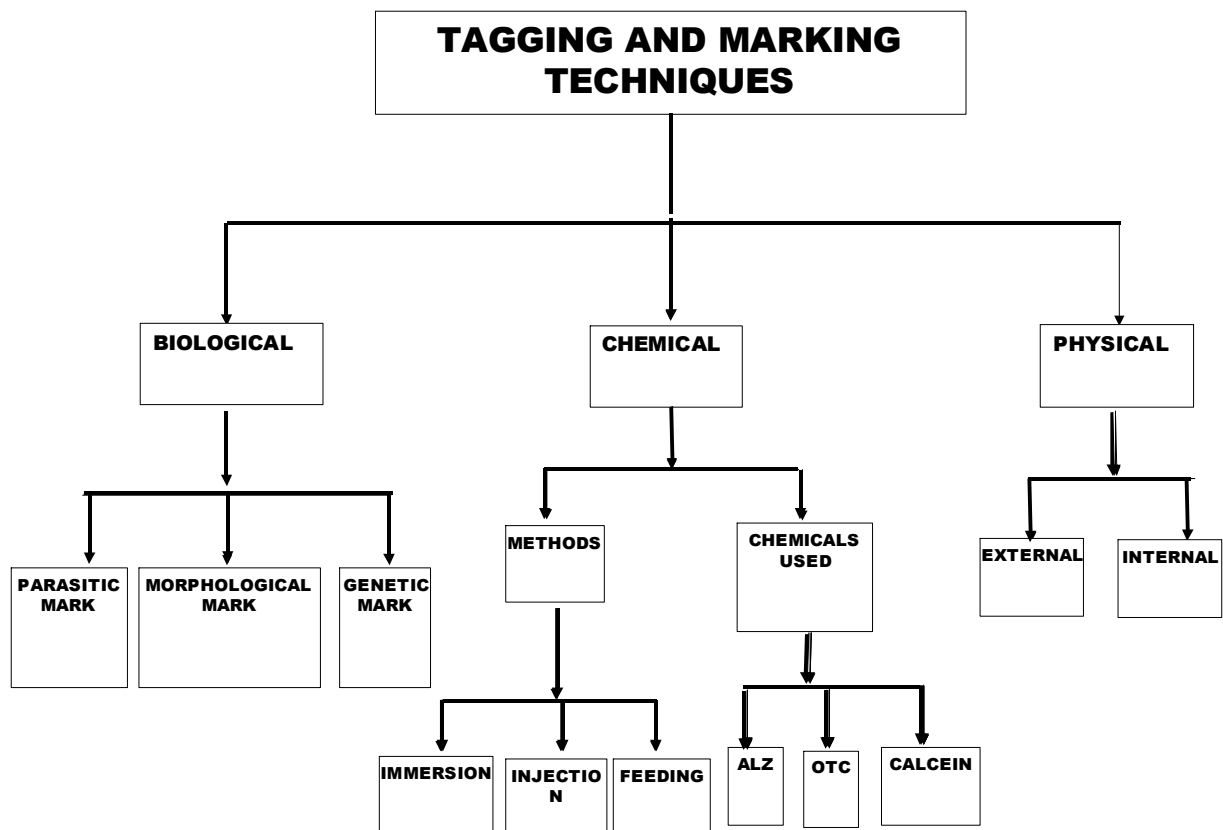 TAGGING AND MARKING
TECHNIQUES
BIOLOGICAL
CHEMICAL
PHYSICAL
PARASITIC
MARK
MORPHOLOGICAL
MARK
GENETIC
MARK
METHODS
CHEMICALS
USED
EXTERNAL
INTERNAL
IMMERSION
INJECTIO
N
FEEDING
ALZ
OTC
CALCEIN